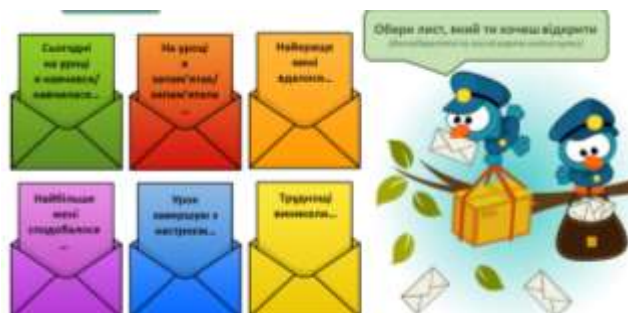 Сьогодні
на уроці
я навчився/
навчилася...
На уроці
я
запам'ятав/
запам'ятала
...
Найкраще
мені
вдалося...
Обери лист, який ти хочеш відкрити
Найбільше
мені
сподобалося
...
Урок
завершую з
настроєм...
Труднощі
виникали...